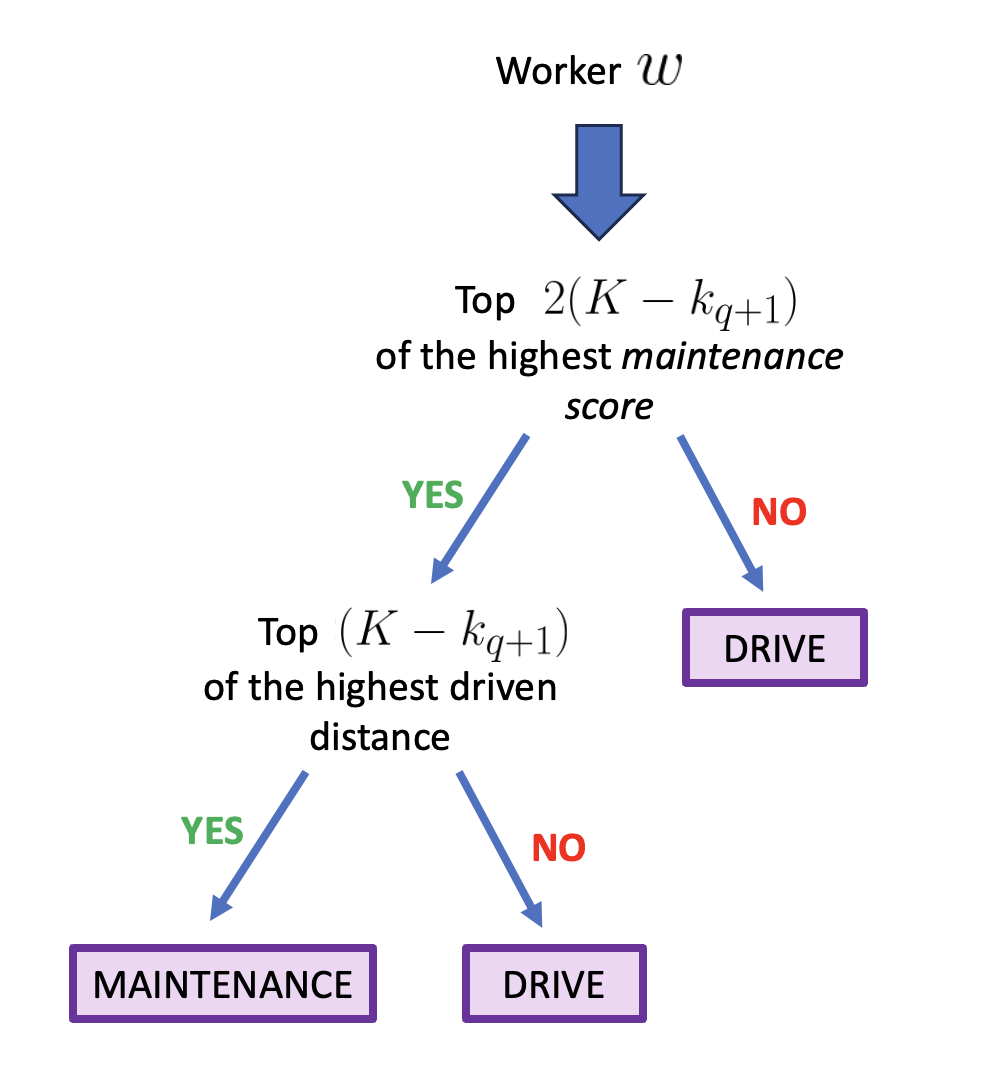 Worker w
Top 2(K − k_{q+1})
of the highest maintenance
score
YES
NO
Top (K − k_{q+1})
of the highest driven
distance
DRIVE
YES
NO
MAINTENANCE
DRIVE